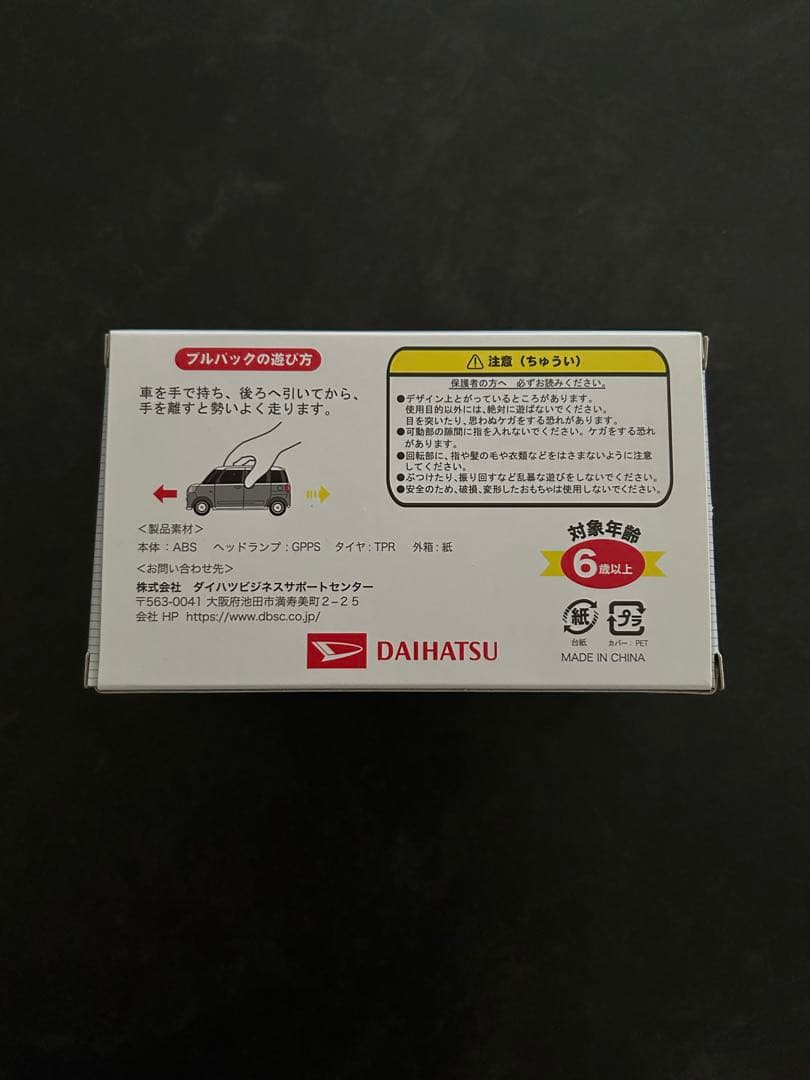 プルバックの遊び方
車を手で持ち、後ろへ引いてから、
手を離すと勢いよく走ります。
＜製品素材＞
本体：ABS　ヘッドランプ：GPPS　タイヤ：TPR　外箱：紙
＜お問い合わせ先＞
株式会社　ダイハツビジネスサポートセンター
〒563-0041 大阪府池田市満寿美町2－25
会社 HP　https://www.dbsc.co.jp/
DAIHATSU
注意（ちゅうい）
保護者の方へ　必ずお読みください。
●デザイン上とがっているところがあります。
使用目的以外には、絶対に遊ばないでください。
目を突いたり、思わぬケガをする恐れがあります。
●可動部の隙間に指を入れないでください。ケガをする恐れ
があります。
●回転部に、指や髪の毛や衣類などをはさまないように注意
してください。
●ぶつけたり、振り回すなど乱暴な遊びをしないでください。
●安全のため、破損、変形したおもちゃは使用しないでください。
対象年齢
6歳以上
紙
台紙
プラ
カバー：PET
MADE IN CHINA